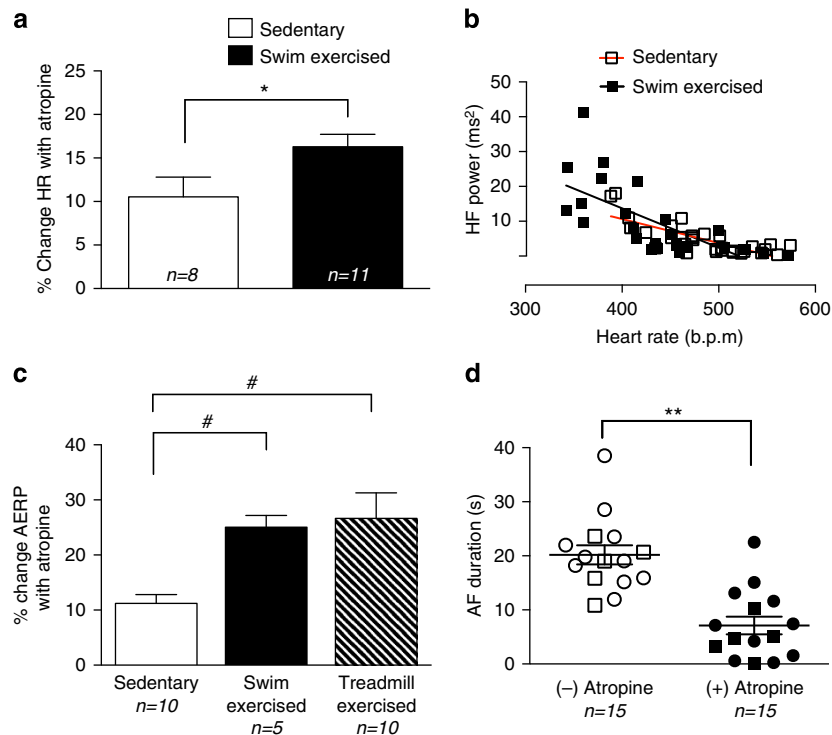 a
Sedentary
Swim exercised
% Change HR with atropine
25
20
15
10
5
0
*
n=8
n=11
b
Sedentary
Swim exercised
HF power (ms²)
50
40
30
20
10
300
400
500
600
Heart rate (b.p.m)
c
% change AERP
with atropine
40
30
20
10
0
#
#
Sedentary
n=10
Swim
exercised
n=5
Treadmill
exercised
n=10
d
AF duration (s)
40
30
20
10
0
**
(–) Atropine
n=15
(+) Atropine
n=15